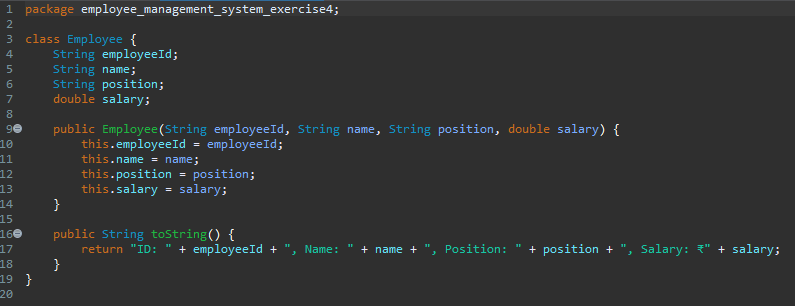 1 package employee_management_system_exercise4;
2
3 class Employee {
4     String employeeId;
5     String name;
6     String position;
7     double salary;
8
9     public Employee(String employeeId, String name, String position, double salary) {
10         this.employeeId = employeeId;
11         this.name = name;
12         this.position = position;
13         this.salary = salary;
14     }
15
16     public String toString() {
17         return "ID: " + employeeId + ", Name: " + name + ", Position: " + position + ", Salary: ₹" + salary;
18     }
19 }
20